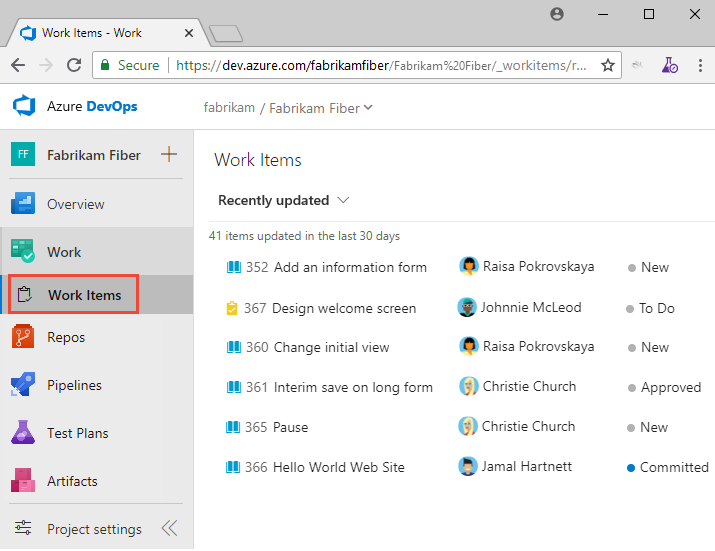 Work Items - Work
Secure https://dev.azure.com/fabrikamfiber/Fabrikam%20Fiber/_workitems/r...
Azure DevOps fabrikam / Fabrikam Fiber
FF Fabrikam Fiber
Overview
Work
Work Items
Repos
Pipelines
Test Plans
Artifacts
Project settings
Work Items
Recently updated
41 items updated in the last 30 days
352 Add an information form Raisa Pokrovskaya New
367 Design welcome screen Johnnie McLeod To Do
360 Change initial view Raisa Pokrovskaya New
361 Interim save on long form Christie Church Approved
365 Pause Christie Church New
366 Hello World Web Site Jamal Hartnett Committed